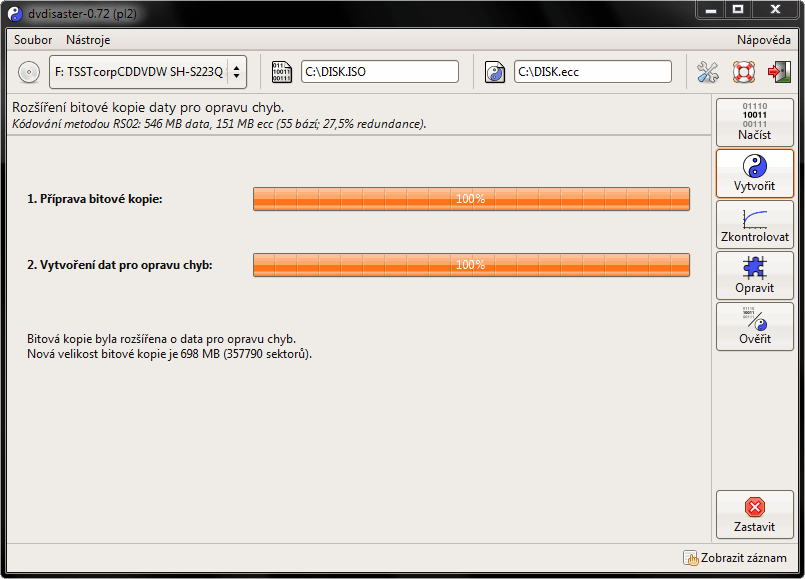 dvdisaster-0.72 (pl2)
Soubor Nástroje Nápověda
F: TSSTcorpCDDVDW SH-S223Q
011
10011
00111
C:\DISK.ISO
C:\DISK.ecc
Rozšíření bitové kopie daty pro opravu chyb.
Kódování metodou RS02: 546 MB data, 151 MB ecc (55 bází; 27,5% redundance).
01110
10011
00111
Načíst
Vytvořit
Zkontrolovat
Opravit
Ověřit
1. Příprava bitové kopie:
100%
2. Vytvoření dat pro opravu chyb:
100%
Bitová kopie byla rozšířena o data pro opravu chyb.
Nová velikost bitové kopie je 698 MB (357790 sektorů).
Zastavit
Zobrazit záznam